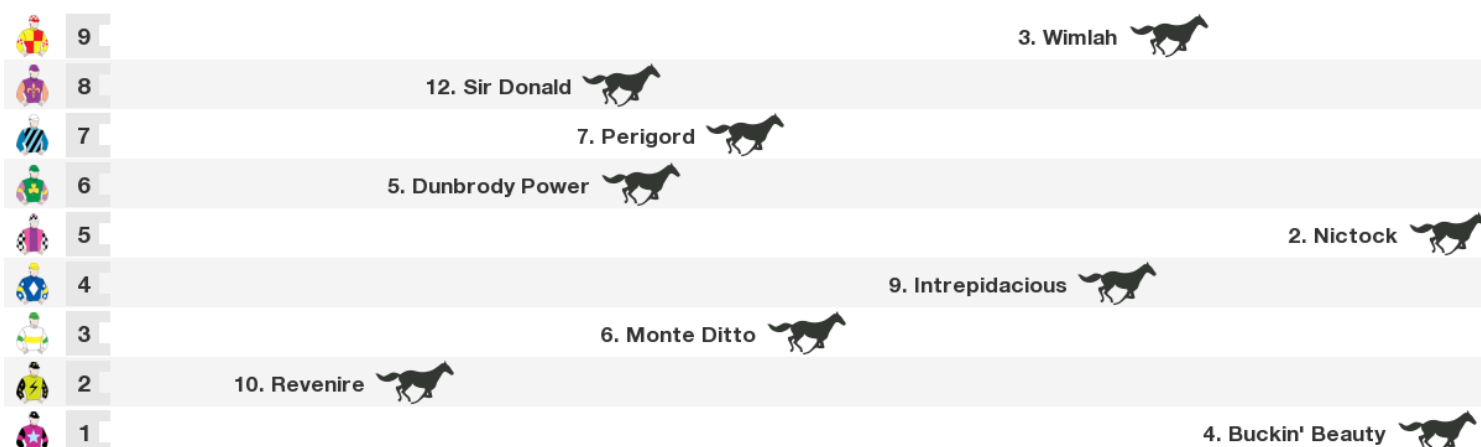 9 3. Wimlah
8 12. Sir Donald
7 7. Perigord
6 5. Dunbrody Power
5 2. Nictock
4 9. Intrepidacious
3 6. Monte Ditto
2 10. Revenire
1 4. Buckin' Beauty